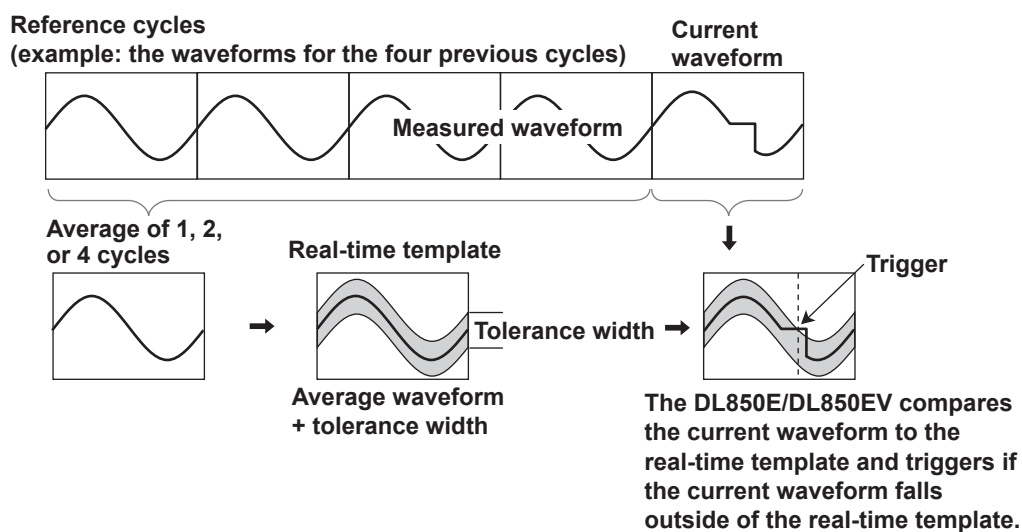 Reference cycles
(example: the waveforms for the four previous cycles)
Current
waveform
Measured waveform
Average of 1, 2,
or 4 cycles
Real-time template
Trigger
Tolerance width
Average waveform
+ tolerance width
The DL850E/DL850EV compares
the current waveform to the
real-time template and triggers if
the current waveform falls
outside of the real-time template.